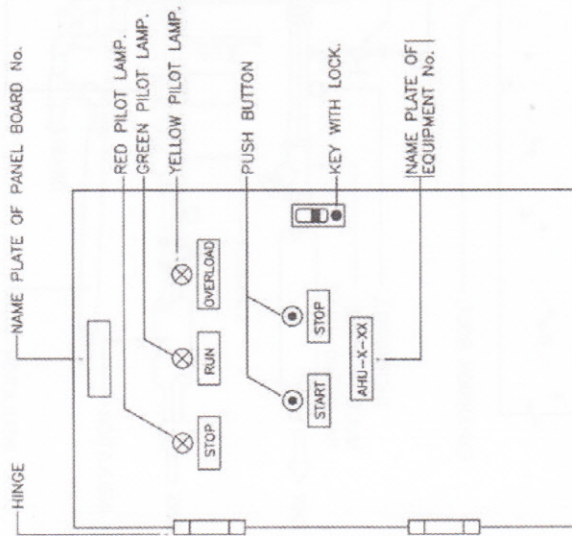 HINGE
NAME PLATE OF PANEL BOARD No.
RED PILOT LAMP.
GREEN PILOT LAMP.
YELLOW PILOT LAMP.
PUSH BUTTON
KEY WITH LOCK.
NAME PLATE OF
EQUIPMENT No.
STOP
RUN
OVERLOAD
START
STOP
AHU-X-XX